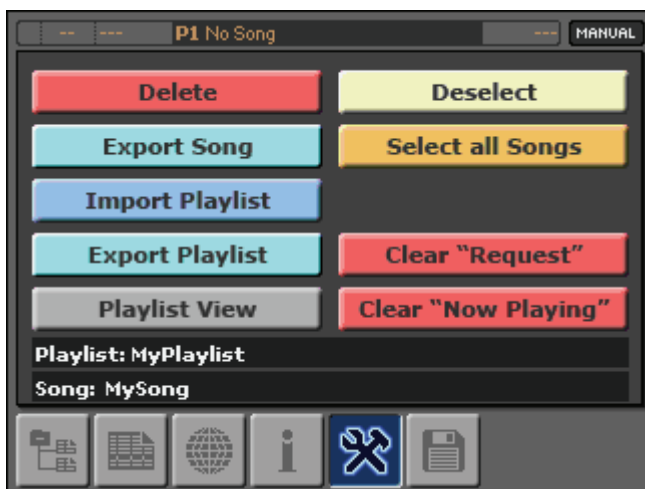 -- --- P1 No Song --- MANUAL
Delete Deselect
Export Song Select all Songs
Import Playlist
Export Playlist Clear “Request”
Playlist View Clear “Now Playing”
Playlist: MyPlaylist
Song: MySong
i